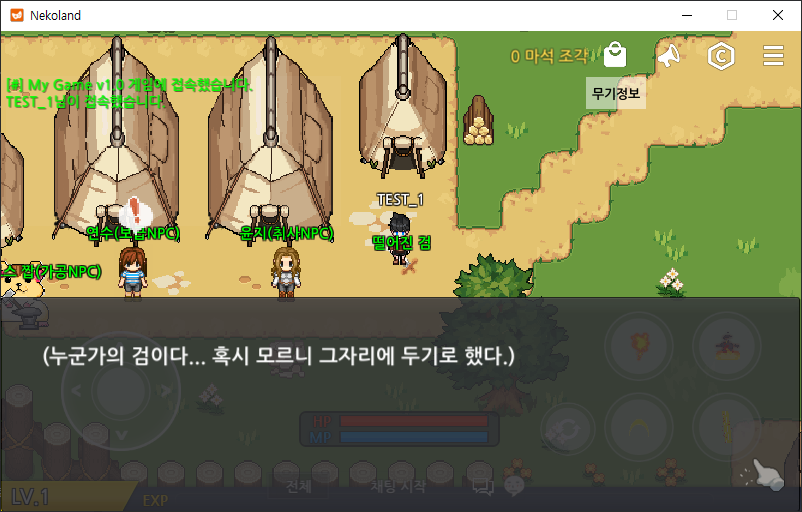 Nekoland
0 마석 조각
[#] My Game v1.0 게임에 접속했습니다.
TEST_1님이 접속했습니다.
무기정보
TEST_1
연수(보급NPC)
윤지(취사NPC)
떨어진 검
스 짭(가공NPC)
(누군가의 검이다... 혹시 모르니 그자리에 두기로 했다.)
HP
MP
전체
채팅 시작
LV.1
EXP